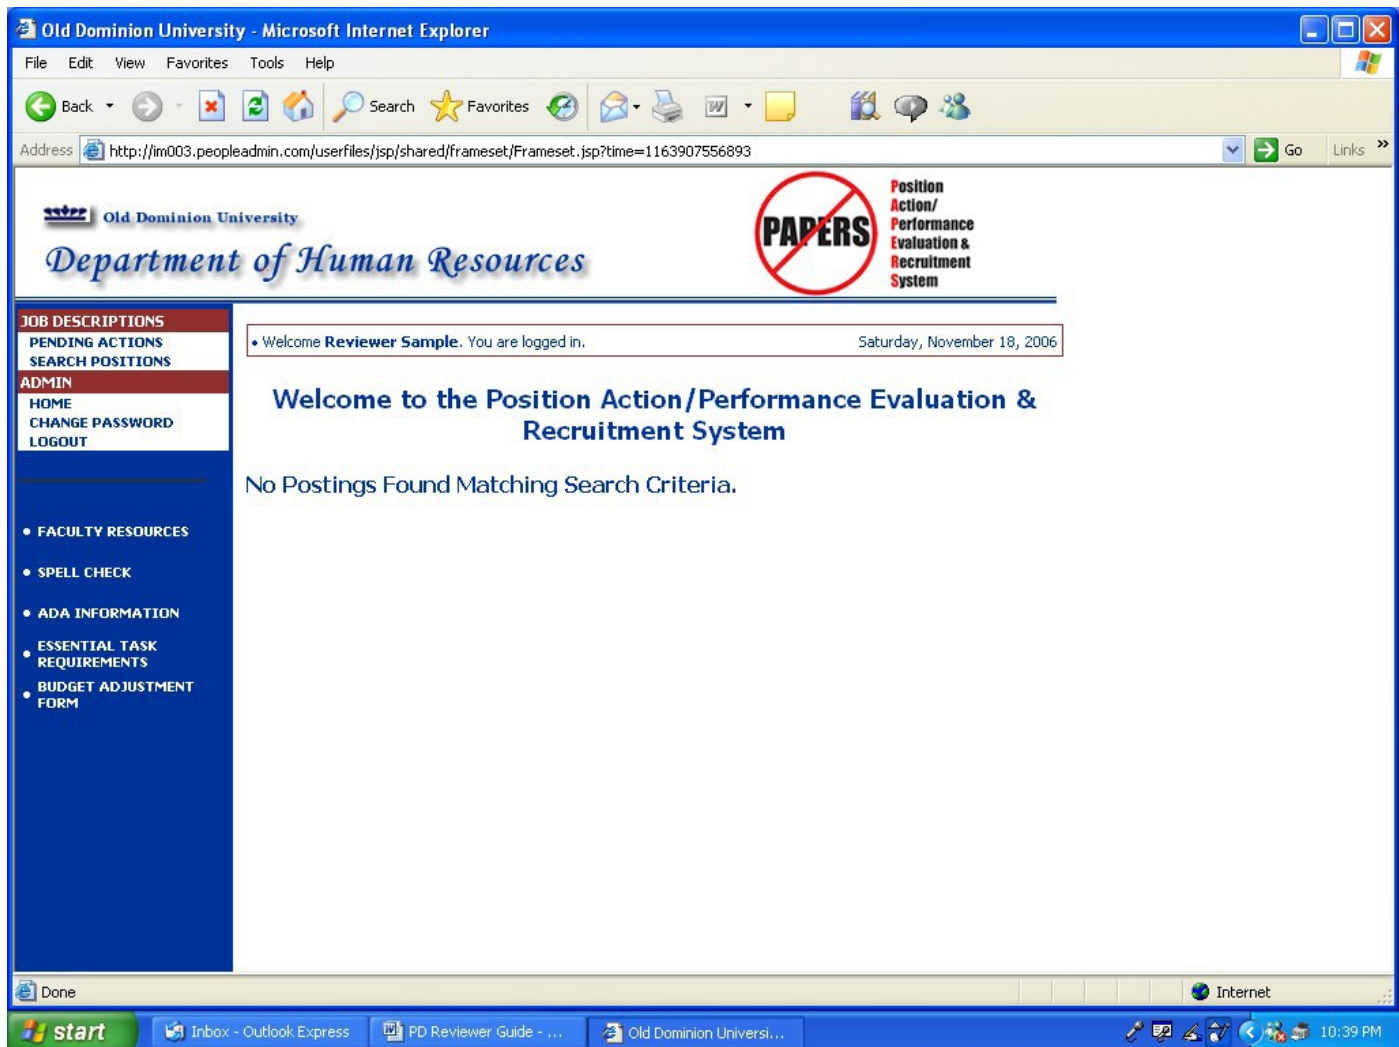 Old Dominion University - Microsoft Internet Explorer
File Edit View Favorites Tools Help
Back Search Favorites
Address http://im003.peopleadmin.com/userfiles/jsp/shared/frameset/Frameset.jsp?time=1163907556893 Go Links »
Old Dominion University
Department of Human Resources
PAPERS
Position
Action/
Performance
Evaluation &
Recruitment
System
JOB DESCRIPTIONS
PENDING ACTIONS
SEARCH POSITIONS
ADMIN
HOME
CHANGE PASSWORD
LOGOUT
• FACULTY RESOURCES
• SPELL CHECK
• ADA INFORMATION
• ESSENTIAL TASK
REQUIREMENTS
• BUDGET ADJUSTMENT
FORM
• Welcome Reviewer Sample. You are logged in. Saturday, November 18, 2006
Welcome to the Position Action/Performance Evaluation &
Recruitment System
No Postings Found Matching Search Criteria.
Done Internet
start Inbox - Outlook Express PD Reviewer Guide - ... Old Dominion Universi... 10:39 PM